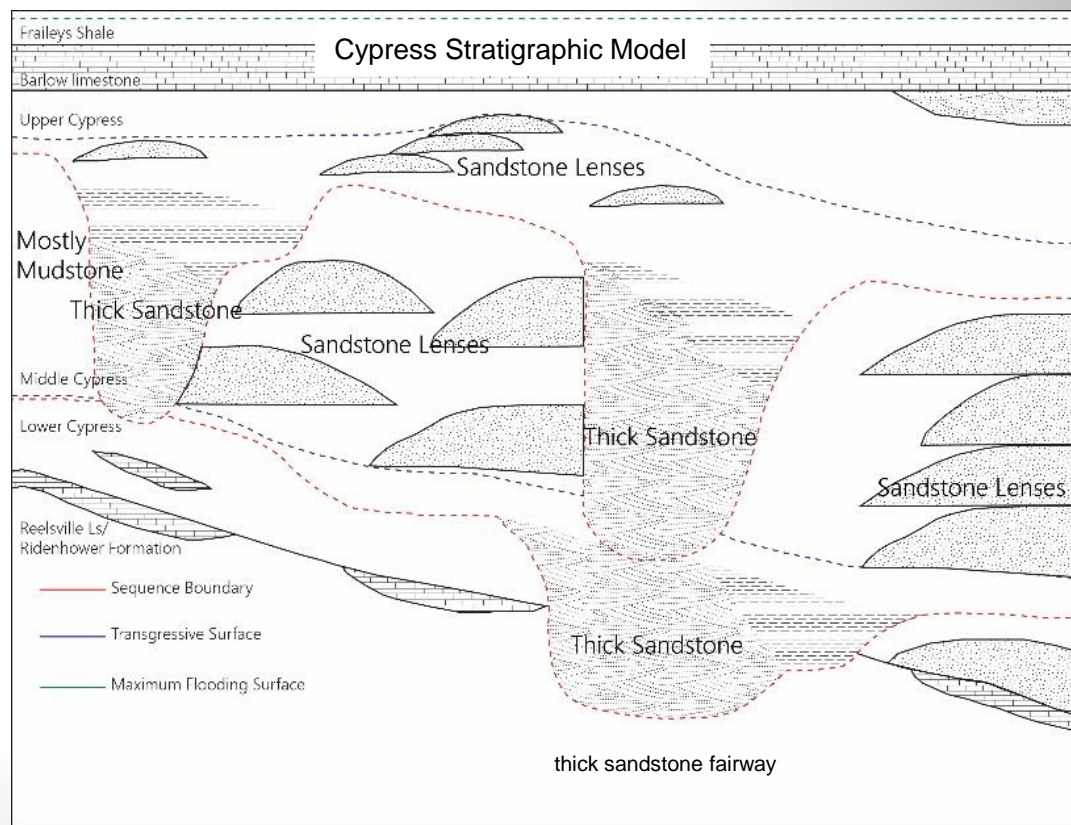 Cypress Stratigraphic Model
Fraileys Shale
Barlow limestone
Upper Cypress
Sandstone Lenses
Mostly
Mudstone
Thick Sandstone
Sandstone Lenses
Middle Cypress
Lower Cypress
Thick Sandstone
Sandstone Lenses
Reelsville Ls/
Ridenhower Formation
Sequence Boundary
Transgressive Surface
Thick Sandstone
Maximum Flooding Surface
thick sandstone fairway